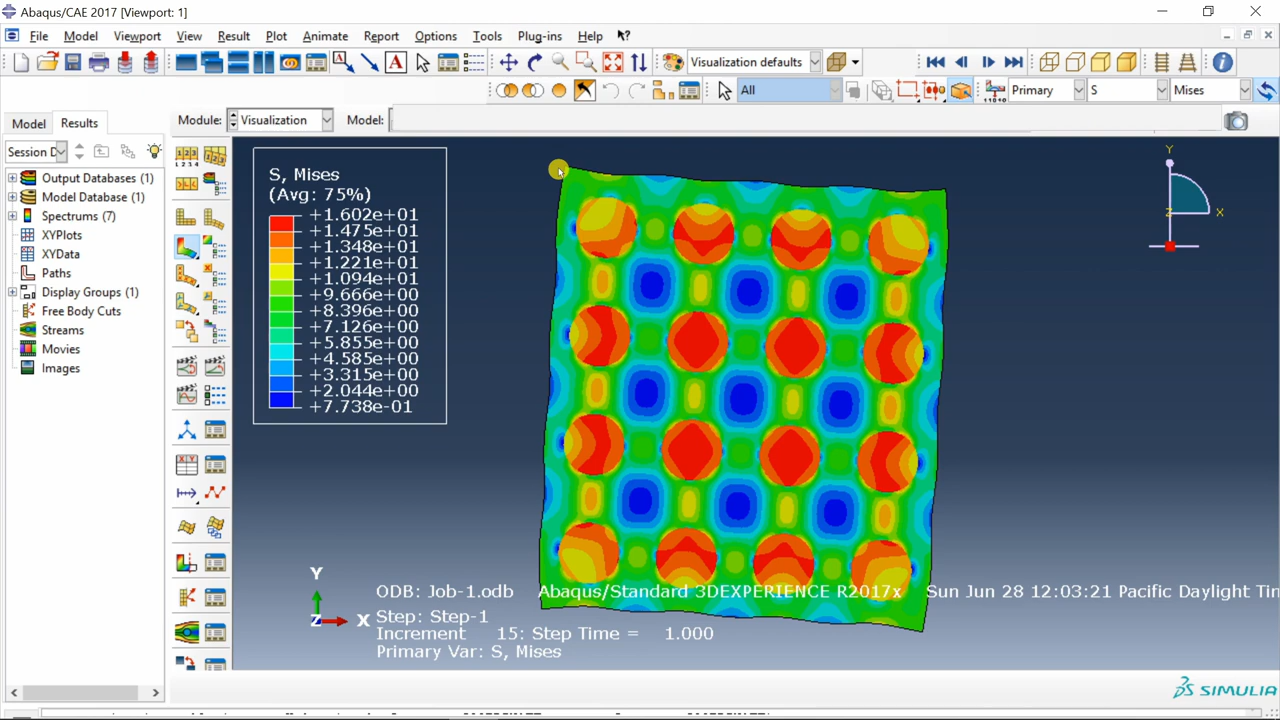 Abaqus/CAE 2017 [Viewport: 1]
File Model Viewport View Result Plot Animate Report Options Tools Plug-ins Help
Visualization defaults
All Primary S Mises
Model Results Module: Visualization Model:
Session D
Output Databases (1)
Model Database (1)
Spectrums (7)
XYPlots
XYData
Paths
Display Groups (1)
Free Body Cuts
Streams
Movies
Images
S, Mises
(Avg: 75%)
+1.602e+01
+1.475e+01
+1.348e+01
+1.221e+01
+1.094e+01
+9.666e+00
+8.396e+00
+7.126e+00
+5.855e+00
+4.585e+00
+3.315e+00
+2.044e+00
+7.738e-01
Y
Z X
Y
Z X
ODB: Job-1.odb Abaqus/Standard 3DEXPERIENCE R2017x Sun Jun 28 12:03:21 Pacific Daylight Tim
Step: Step-1
Increment 15: Step Time = 1.000
Primary Var: S, Mises
SIMULIA